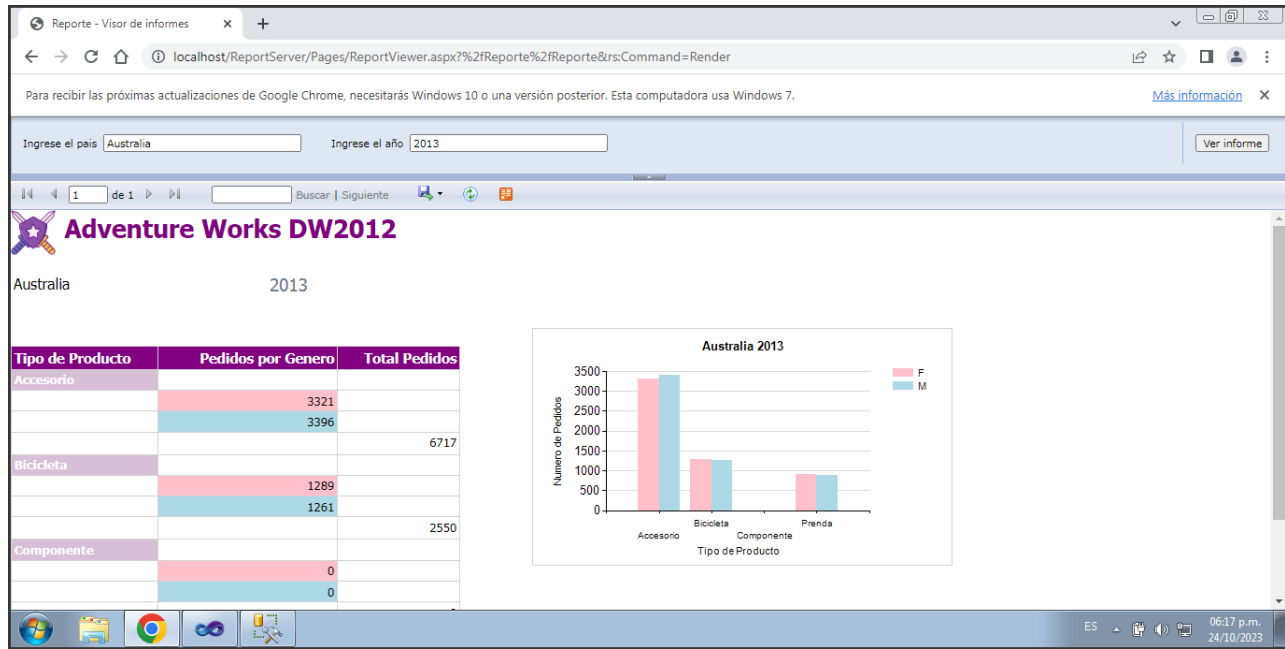 Reporte - Visor de informes
localhost/ReportServer/Pages/ReportViewer.aspx?%2fReporte%2fReporte&rs:Command=Render
Para recibir las próximas actualizaciones de Google Chrome, necesitarás Windows 10 o una versión posterior. Esta computadora usa Windows 7. Más información
Ingrese el pais Australia Ingrese el año 2013 Ver informe
1 de 1 Buscar | Siguiente
Adventure Works DW2012
Australia 2013
Tipo de Producto Pedidos por Genero Total Pedidos
Accesorio
3321
3396
6717
Bicicleta
1289
1261
2550
Componente
0
0
Australia 2013
F
M
3500
3000
2500
2000
1500
1000
500
0
Numero de Pedidos
Bicicleta Prenda
Accesorio Componente
Tipo de Producto
ES 06:17 p.m.
24/10/2023